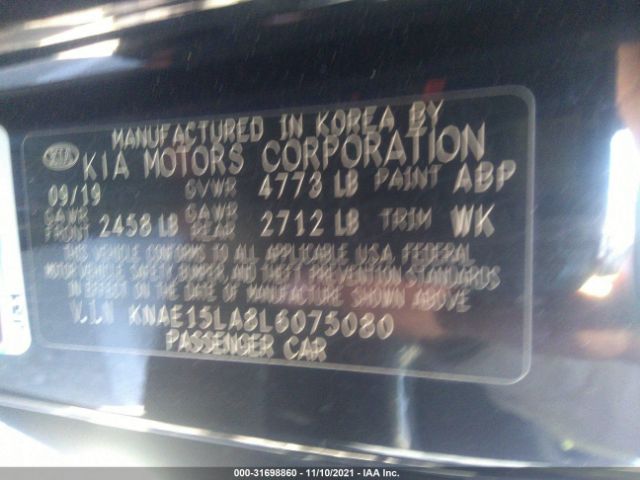 MANUFACTURED IN KOREA BY
KIA KIA MOTORS CORPORATION
09/19 GVWR 4773 LB PAINT ABP
GAWR FRONT 2458 LB GAWR REAR 2712 LB TRIM WK
THIS VEHICLE CONFORMS TO ALL APPLICABLE U.S.A. FEDERAL
MOTOR VEHICLE SAFETY, BUMPER, AND THEFT PREVENTION STANDARDS
IN EFFECT ON THE DATE OF MANUFACTURE SHOWN ABOVE.
V.I.N KNAE15LA8L6075080
PASSENGER CAR
000-31698860 - 11/10/2021 - IAA Inc.